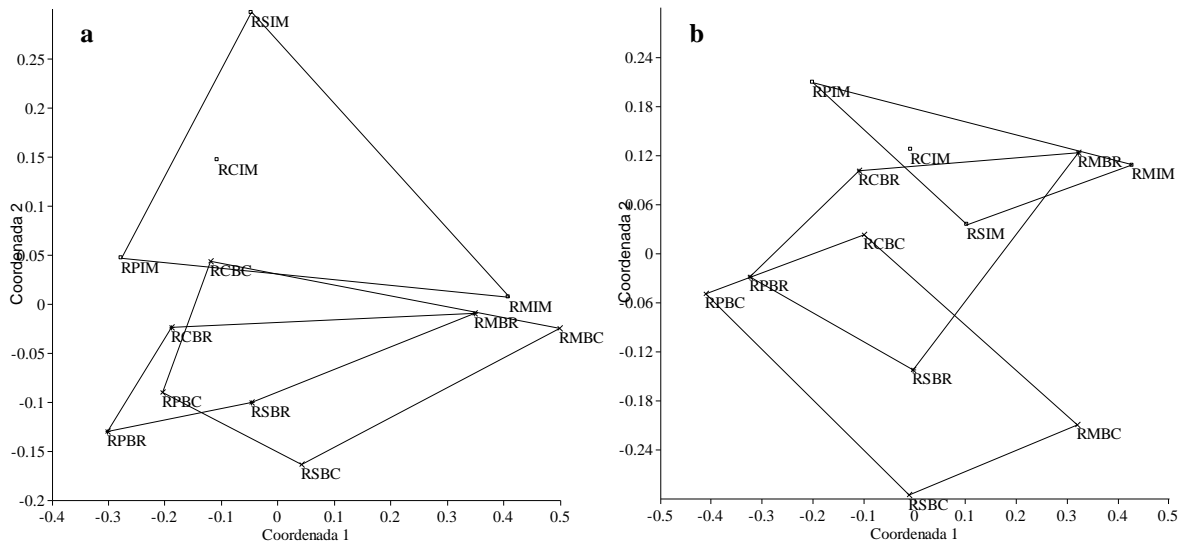 a
RSIM
RCIM
RPIM
RCBC
RMIM
RCBR
RMBR
RMBC
RPBC
RSBR
RPBR
RSBC
0.25
0.2
0.15
0.1
0.05
0
-0.05
-0.1
-0.15
-0.2
Coordenada 2
-0.4 -0.3 -0.2 -0.1 0 0.1 0.2 0.3 0.4 0.5
Coordenada 1
b
RPIM
RCIM
RMBR
RCBR
RMIM
RSIM
RCBC
RPBR
RPBC
RSBR
RMBC
RSBC
0.24
0.18
0.12
0.06
0
-0.06
-0.12
-0.18
-0.24
Coordenada 2
-0.5 -0.4 -0.3 -0.2 -0.1 0 0.1 0.2 0.3 0.4 0.5
Coordenada 1